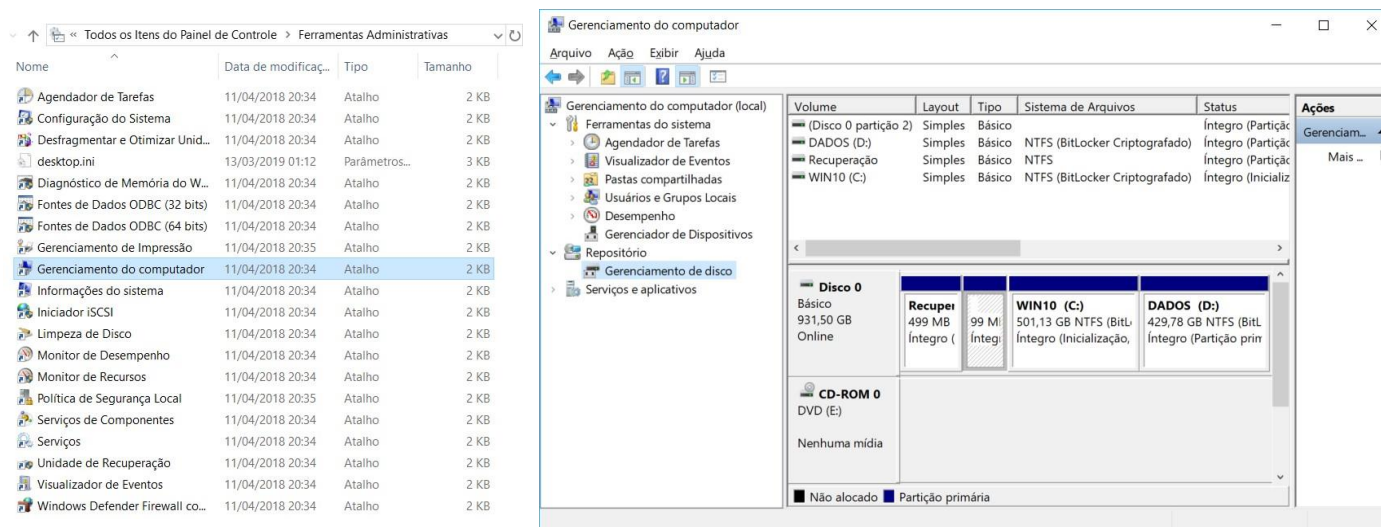 « Todos os Itens do Painel de Controle > Ferramentas Administrativas
Nome Data de modificaç... Tipo Tamanho
Agendador de Tarefas 11/04/2018 20:34 Atalho 2 KB
Configuração do Sistema 11/04/2018 20:34 Atalho 2 KB
Desfragmentar e Otimizar Unid... 11/04/2018 20:34 Atalho 2 KB
desktop.ini 13/03/2019 01:12 Parâmetros... 3 KB
Diagnóstico de Memória do W... 11/04/2018 20:34 Atalho 2 KB
Fontes de Dados ODBC (32 bits) 11/04/2018 20:34 Atalho 2 KB
Fontes de Dados ODBC (64 bits) 11/04/2018 20:34 Atalho 2 KB
Gerenciamento de Impressão 11/04/2018 20:35 Atalho 2 KB
Gerenciamento do computador 11/04/2018 20:34 Atalho 2 KB
Informações do sistema 11/04/2018 20:34 Atalho 2 KB
Iniciador iSCSI 11/04/2018 20:34 Atalho 2 KB
Limpeza de Disco 11/04/2018 20:34 Atalho 2 KB
Monitor de Desempenho 11/04/2018 20:34 Atalho 2 KB
Monitor de Recursos 11/04/2018 20:34 Atalho 2 KB
Política de Segurança Local 11/04/2018 20:35 Atalho 2 KB
Serviços de Componentes 11/04/2018 20:34 Atalho 2 KB
Serviços 11/04/2018 20:34 Atalho 2 KB
Unidade de Recuperação 11/04/2018 20:34 Atalho 2 KB
Visualizador de Eventos 11/04/2018 20:34 Atalho 2 KB
Windows Defender Firewall co... 11/04/2018 20:34 Atalho 2 KB
Gerenciamento do computador
Arquivo Ação Exibir Ajuda
Gerenciamento do computador (local)
Ferramentas do sistema
Agendador de Tarefas
Visualizador de Eventos
Pastas compartilhadas
Usuários e Grupos Locais
Desempenho
Gerenciador de Dispositivos
Repositório
Gerenciamento de disco
Serviços e aplicativos
Volume Layout Tipo Sistema de Arquivos Status
(Disco 0 partição 2) Simples Básico Íntegro (Partiçã
DADOS (D:) Simples Básico NTFS (BitLocker Criptografado) Íntegro (Partiçã
Recuperação Simples Básico NTFS Íntegro (Partiçã
WIN10 (C:) Simples Básico NTFS (BitLocker Criptografado) Íntegro (Inicializ
Disco 0
Básico
931,50 GB
Online
Recuper
499 MB
Íntegro (
99 M
Integ
WIN10 (C:)
501,13 GB NTFS (BitL
Íntegro (Inicialização,
DADOS (D:)
429,78 GB NTFS (BitL
Íntegro (Partição prin
CD-ROM 0
DVD (E:)
Nenhuma mídia
Não alocado Partição primária
Ações
Gerenciam...
Mais ...